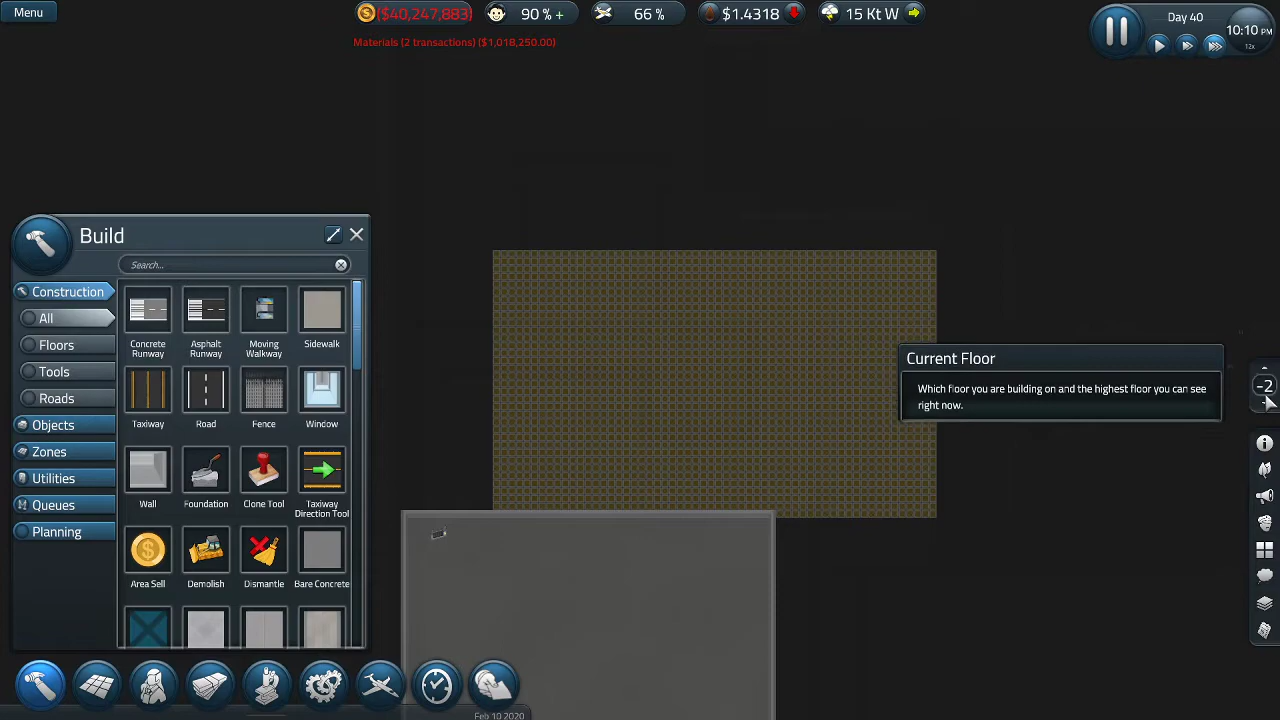 Menu
($40,247,883)
90 % +
66 %
$1.4318
15 Kt W
Day 40
10:10 PM
12x
Materials (2 transactions) ($1,018,250.00)
Build
Search...
Construction
All
Floors
Tools
Roads
Objects
Zones
Utilities
Queues
Planning
Concrete Runway
Asphalt Runway
Moving Walkway
Sidewalk
Taxiway
Road
Fence
Window
Wall
Foundation
Clone Tool
Taxiway Direction Tool
Area Sell
Demolish
Dismantle
Bare Concrete
Current Floor
Which floor you are building on and the highest floor you can see
right now.
-2
Feb 10 2020